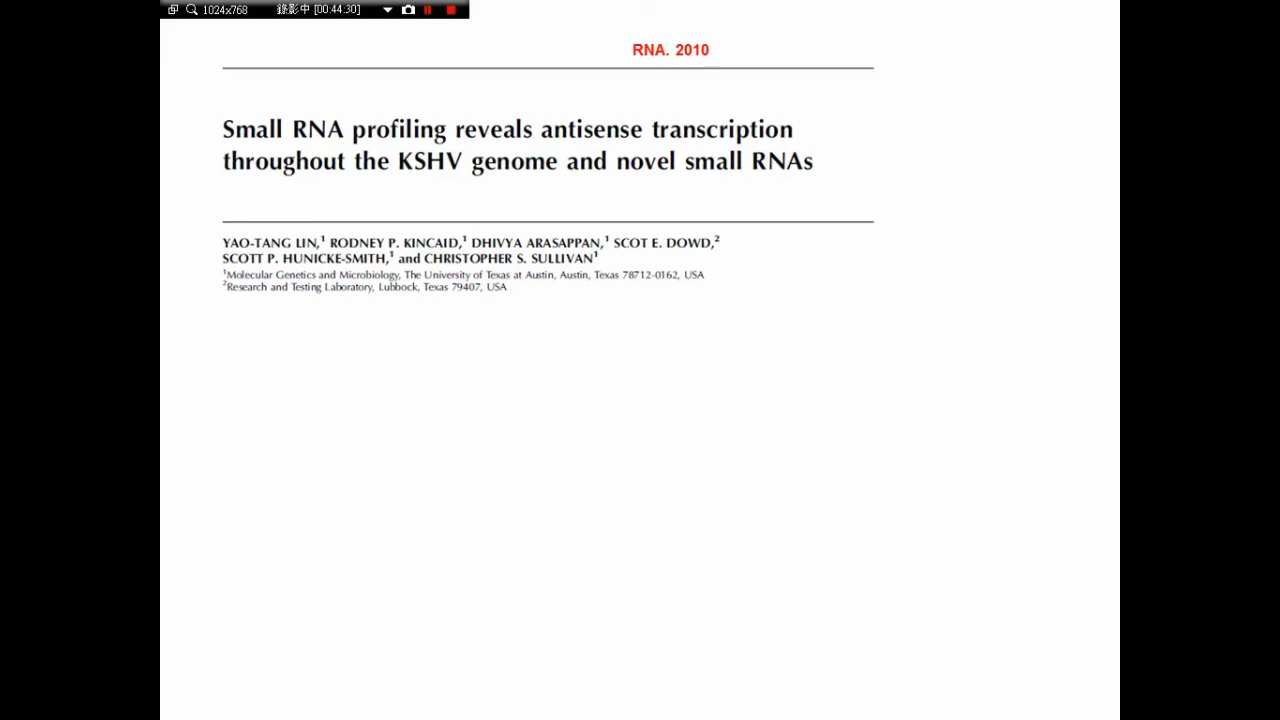 1024x768 錄影中 [00:44:30]
RNA. 2010
Small RNA profiling reveals antisense transcription
throughout the KSHV genome and novel small RNAs
YAO-TANG LIN,1 RODNEY P. KINCAID,1 DHIVYA ARASAPPAN,1 SCOT E. DOWD,2
SCOTT P. HUNICKE-SMITH,1 and CHRISTOPHER S. SULLIVAN1
1Molecular Genetics and Microbiology, The University of Texas at Austin, Austin, Texas 78712-0162, USA
2Research and Testing Laboratory, Lubbock, Texas 79407, USA